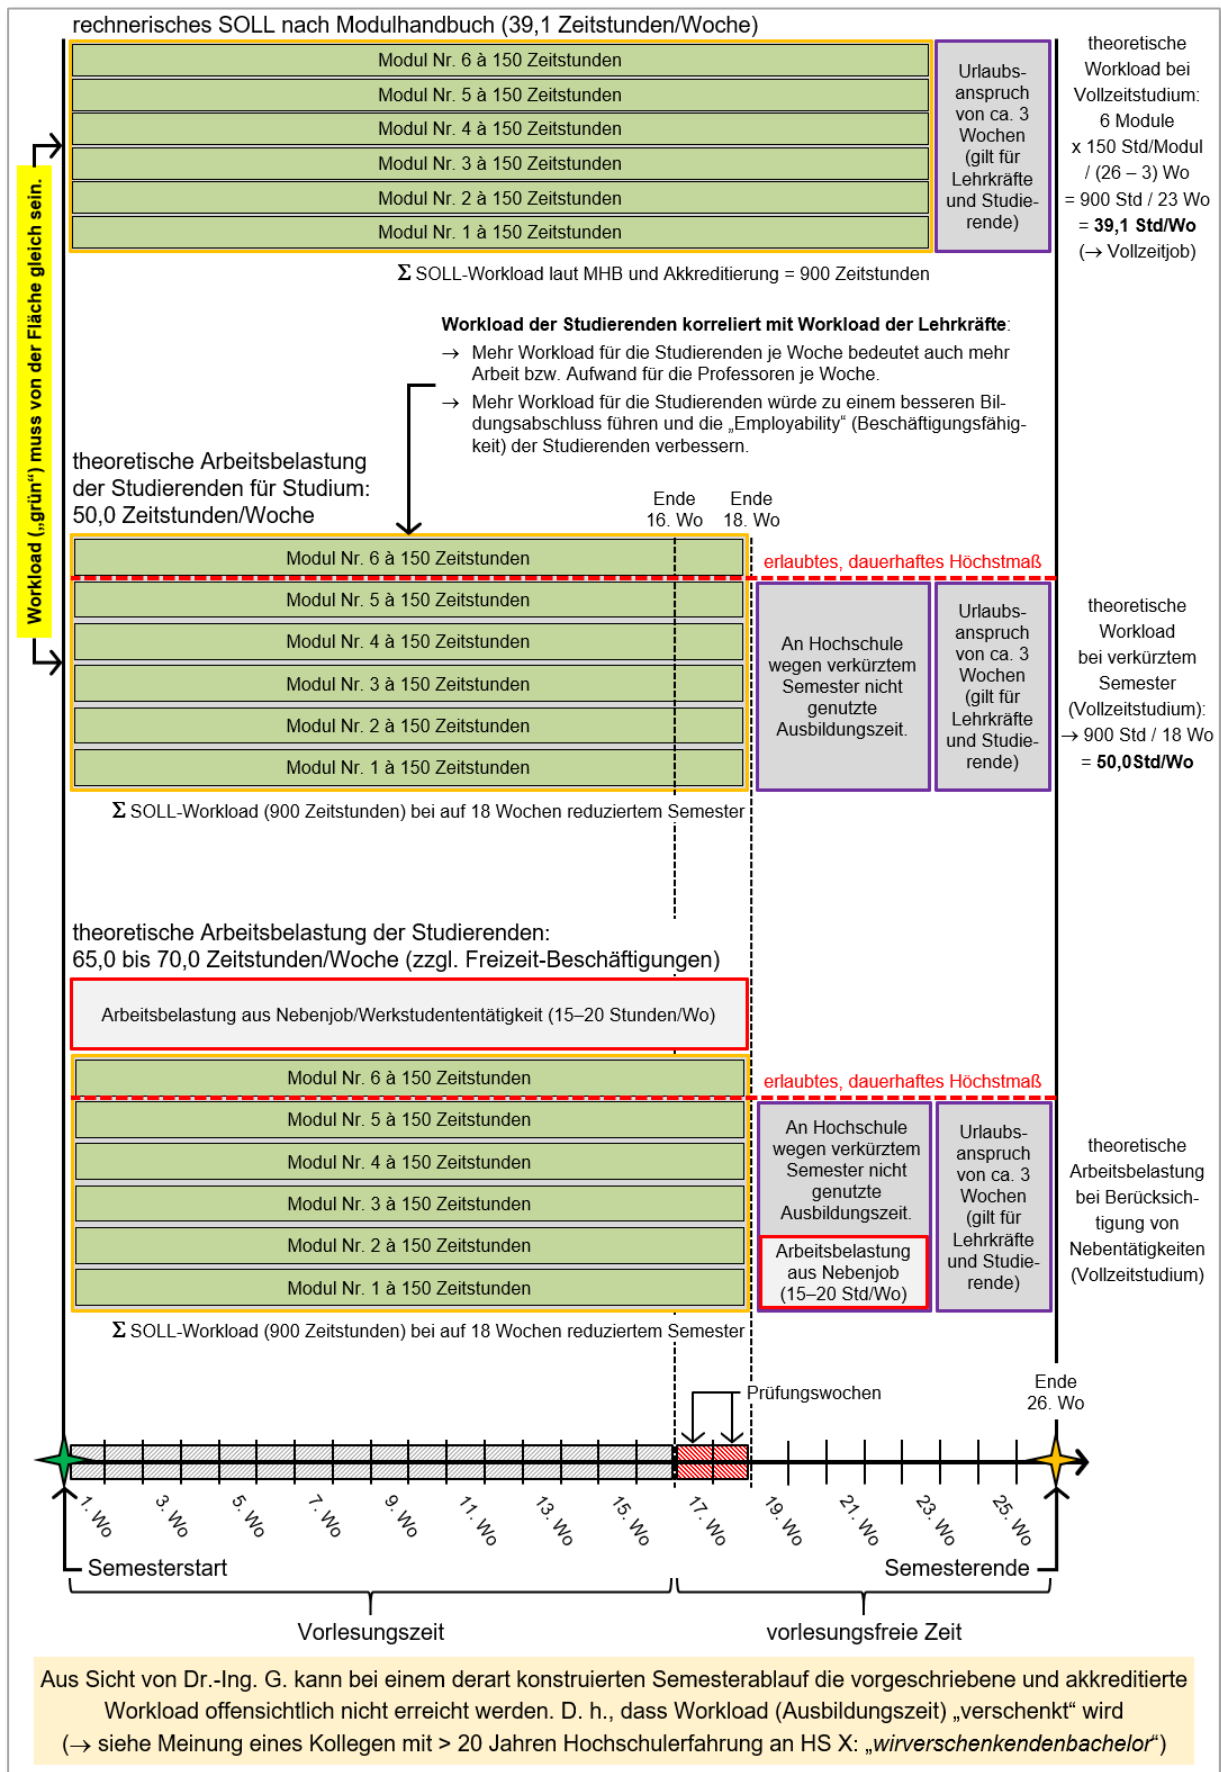 rechnerisches SOLL nach Modulhandbuch (39,1 Zeitstunden/Woche)
Modul Nr. 6 à 150 Zeitstunden
Modul Nr. 5 à 150 Zeitstunden
Modul Nr. 4 à 150 Zeitstunden
Modul Nr. 3 à 150 Zeitstunden
Modul Nr. 2 à 150 Zeitstunden
Modul Nr. 1 à 150 Zeitstunden
Urlaubs-
anspruch
von ca. 3
Wochen
(gilt für
Lehrkräfte
und Studie-
rende)
theoretische
Workload bei
Vollzeitstudium:
6 Module
x 150 Std/Modul
/ (26 – 3) Wo
= 900 Std / 23 Wo
= 39,1 Std/Wo
(→ Vollzeitjob)
Σ SOLL-Workload laut MHB und Akkreditierung = 900 Zeitstunden
Workload („grün“) muss von der Fläche gleich sein.
Workload der Studierenden korreliert mit Workload der Lehrkräfte:
→ Mehr Workload für die Studierenden je Woche bedeutet auch mehr
Arbeit bzw. Aufwand für die Professoren je Woche.
→ Mehr Workload für die Studierenden würde zu einem besseren Bil-
dungsabschluss führen und die „Employability“ (Beschäftigungsfähig-
keit) der Studierenden verbessern.
theoretische Arbeitsbelastung
der Studierenden für Studium:
50,0 Zeitstunden/Woche
Ende
16. Wo
Ende
18. Wo
Modul Nr. 6 à 150 Zeitstunden
Modul Nr. 5 à 150 Zeitstunden
Modul Nr. 4 à 150 Zeitstunden
Modul Nr. 3 à 150 Zeitstunden
Modul Nr. 2 à 150 Zeitstunden
Modul Nr. 1 à 150 Zeitstunden
erlaubtes, dauerhaftes Höchstmaß
An Hochschule
wegen verkürztem
Semester nicht
genutzte
Ausbildungszeit.
Urlaubs-
anspruch
von ca. 3
Wochen
(gilt für
Lehrkräfte
und Studie-
rende)
theoretische
Workload
bei verkürztem
Semester
(Vollzeitstudium):
→ 900 Std / 18 Wo
= 50,0Std/Wo
Σ SOLL-Workload (900 Zeitstunden) bei auf 18 Wochen reduziertem Semester
theoretische Arbeitsbelastung der Studierenden:
65,0 bis 70,0 Zeitstunden/Woche (zzgl. Freizeit-Beschäftigungen)
Arbeitsbelastung aus Nebenjob/Werkstudententätigkeit (15–20 Stunden/Wo)
Modul Nr. 6 à 150 Zeitstunden
Modul Nr. 5 à 150 Zeitstunden
Modul Nr. 4 à 150 Zeitstunden
Modul Nr. 3 à 150 Zeitstunden
Modul Nr. 2 à 150 Zeitstunden
Modul Nr. 1 à 150 Zeitstunden
erlaubtes, dauerhaftes Höchstmaß
An Hochschule
wegen verkürztem
Semester nicht
genutzte
Ausbildungszeit.
Arbeitsbelastung
aus Nebenjob
(15–20 Std/Wo)
Urlaubs-
anspruch
von ca. 3
Wochen
(gilt für
Lehrkräfte
und Studie-
rende)
theoretische
Arbeitsbelastung
bei Berücksich-
tigung von
Nebentätigkeiten
(Vollzeitstudium)
Σ SOLL-Workload (900 Zeitstunden) bei auf 18 Wochen reduziertem Semester
Prüfungswochen
Ende
26. Wo
1. Wo
3. Wo
5. Wo
7. Wo
9. Wo
11. Wo
13. Wo
15. Wo
17. Wo
19. Wo
21. Wo
23. Wo
25. Wo
Semesterstart
Semesterende
Vorlesungszeit
vorlesungsfreie Zeit
Aus Sicht von Dr.-Ing. G. kann bei einem derart konstruierten Semesterablauf die vorgeschriebene und akkreditierte
Workload offensichtlich nicht erreicht werden. D. h., dass Workload (Ausbildungszeit) „verschenkt“ wird
(→ siehe Meinung eines Kollegen mit > 20 Jahren Hochschulerfahrung an HS X: „wirverschenkendenbachelor“)